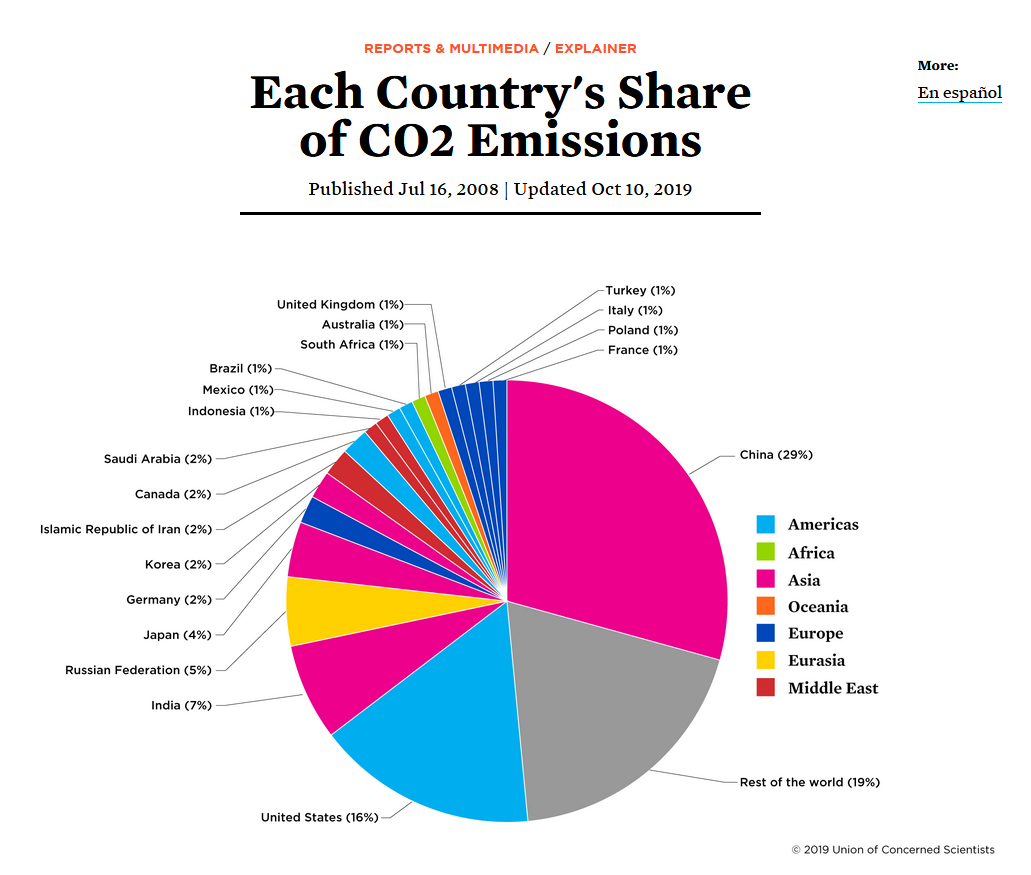 REPORTS & MULTIMEDIA / EXPLAINER
Each Country's Share
of CO2 Emissions
Published Jul 16, 2008 | Updated Oct 10, 2019
More:
En español
United Kingdom (1%)
Australia (1%)
South Africa (1%)
Brazil (1%)
Mexico (1%)
Indonesia (1%)
Saudi Arabia (2%)
Canada (2%)
Islamic Republic of Iran (2%)
Korea (2%)
Germany (2%)
Japan (4%)
Russian Federation (5%)
India (7%)
United States (16%)
Turkey (1%)
Italy (1%)
Poland (1%)
France (1%)
China (29%)
Rest of the world (19%)
Americas
Africa
Asia
Oceania
Europe
Eurasia
Middle East
© 2019 Union of Concerned Scientists